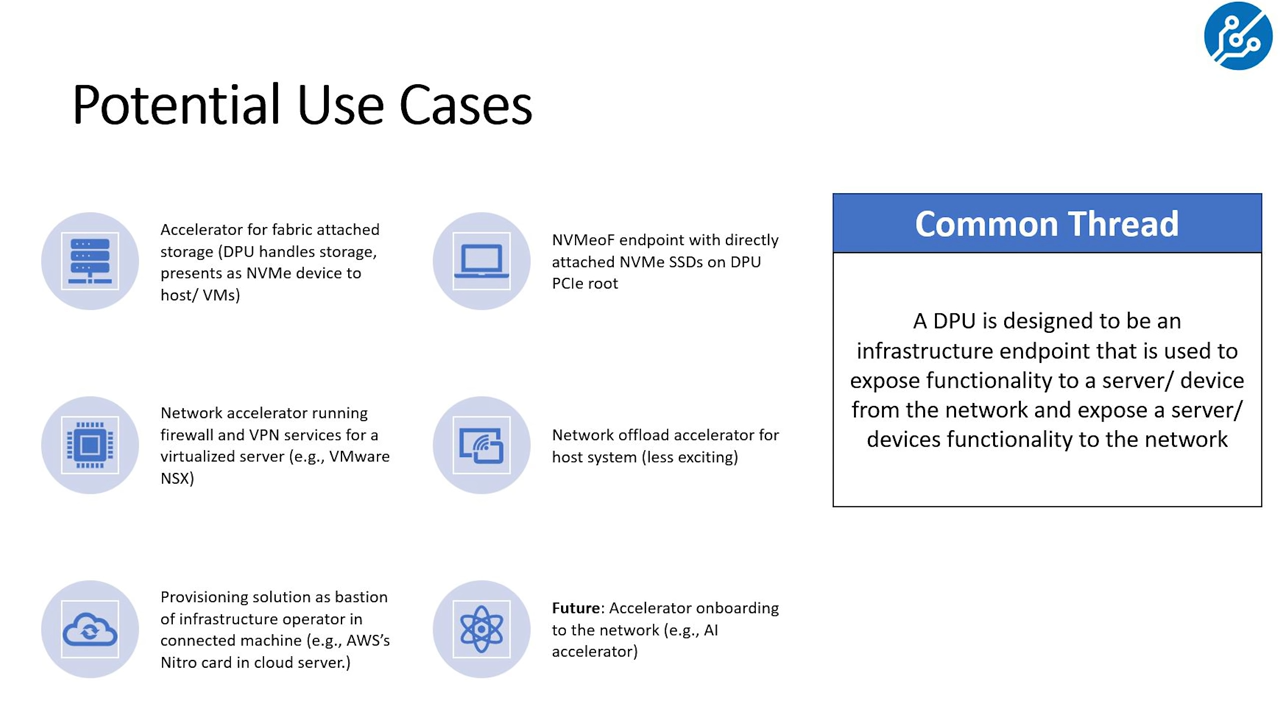 Potential Use Cases
Accelerator for fabric attached
storage (DPU handles storage,
presents as NVMe device to
host/ VMs)
NVMeoF endpoint with directly
attached NVMe SSDs on DPU
PCIe root
Network accelerator running
firewall and VPN services for a
virtualized server (e.g., VMware
NSX)
Network offload accelerator for
host system (less exciting)
Provisioning solution as bastion
of infrastructure operator in
connected machine (e.g., AWS’s
Nitro card in cloud server.)
Future: Accelerator onboarding
to the network (e.g., AI
accelerator)
Common Thread
A DPU is designed to be an
infrastructure endpoint that is used to
expose functionality to a server/ device
from the network and expose a server/
devices functionality to the network